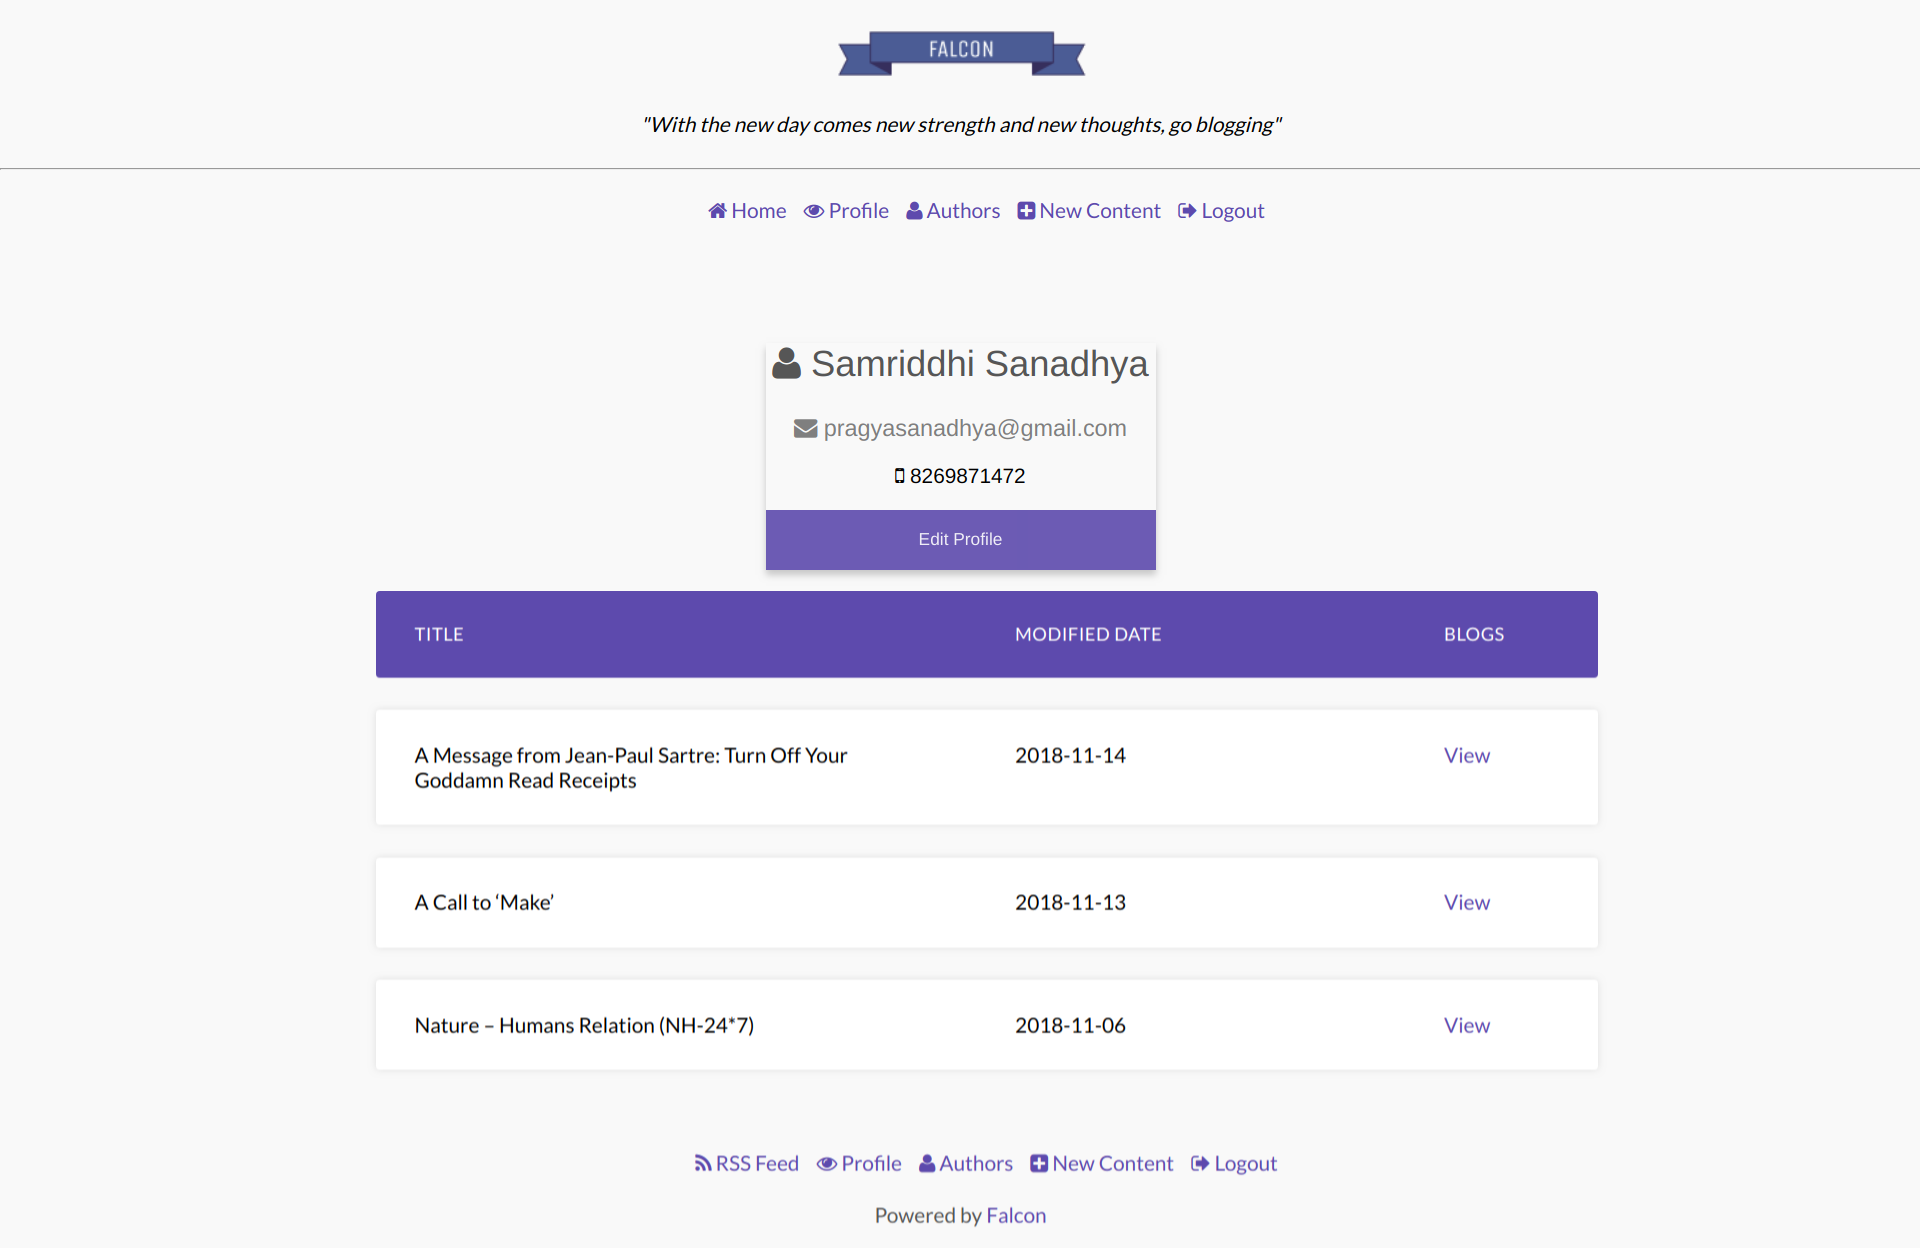 FALCON
"With the new day comes new strength and new thoughts, go blogging"
Home Profile Authors New Content Logout
Samriddhi Sanadhya
pragyasanadhya@gmail.com
8269871472
Edit Profile
TITLE MODIFIED DATE BLOGS
A Message from Jean-Paul Sartre: Turn Off Your 2018-11-14 View
Goddamn Read Receipts
A Call to ‘Make’ 2018-11-13 View
Nature – Humans Relation (NH-24*7) 2018-11-06 View
RSS Feed Profile Authors New Content Logout
Powered by Falcon